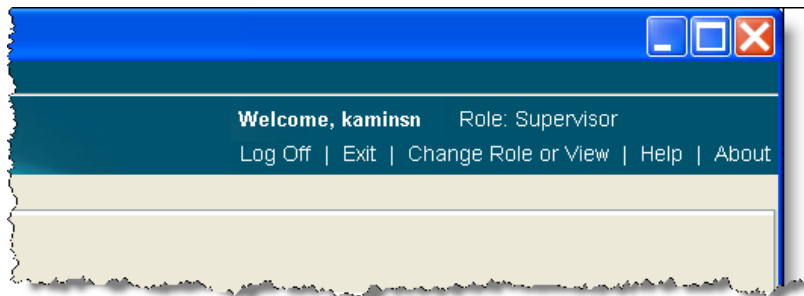 Welcome, kaminsn Role: Supervisor
Log Off | Exit | Change Role or View | Help | About